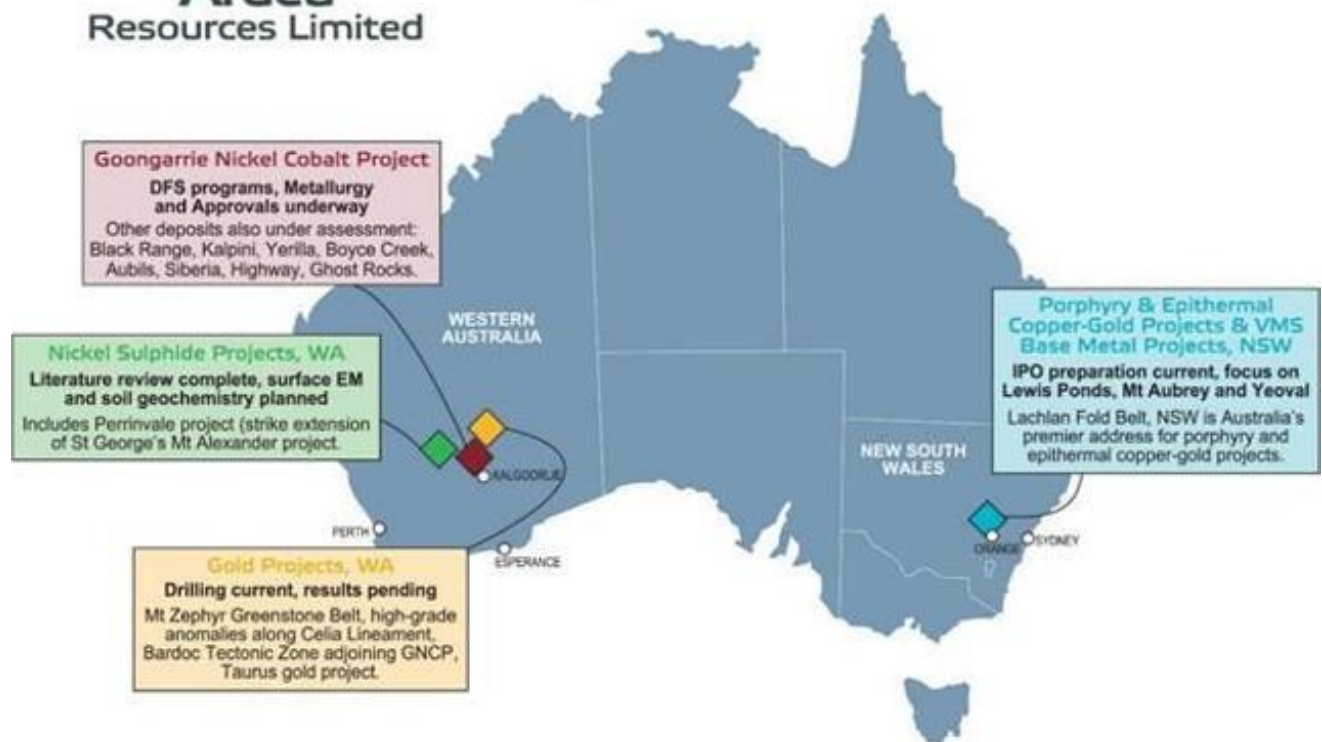 Resources Limited
Goongarrie Nickel Cobalt Project
DFS programs, Metallurgy
and Approvals underway
Other deposits also under assessment:
Black Range, Kalpini, Yerilla, Boyce Creek,
Aubils, Siberia, Highway, Ghost Rocks.
WESTERN
AUSTRALIA
Nickel Sulphide Projects, WA
Literature review complete, surface EM
and soil geochemistry planned
Includes Perrinvale project (strike extension
of St George's Mt Alexander project.
Porphyry & Epithermal
Copper-Gold Projects & VMS
Base Metal Projects, NSW
IPO preparation current, focus on
Lewis Ponds, Mt Aubrey and Yeoval
Lachlan Fold Belt, NSW is Australia's
premier address for porphyry and
epithermal copper-gold projects.
NEW SOUTH
WALES
KALGOORLIE
PERTH
ESPERANCE
ORANGE
SYDNEY
Gold Projects, WA
Drilling current, results pending
Mt Zephyr Greenstone Belt, high-grade
anomalies along Celia Lineament,
Bardoc Tectonic Zone adjoining GNCP,
Taurus gold project.